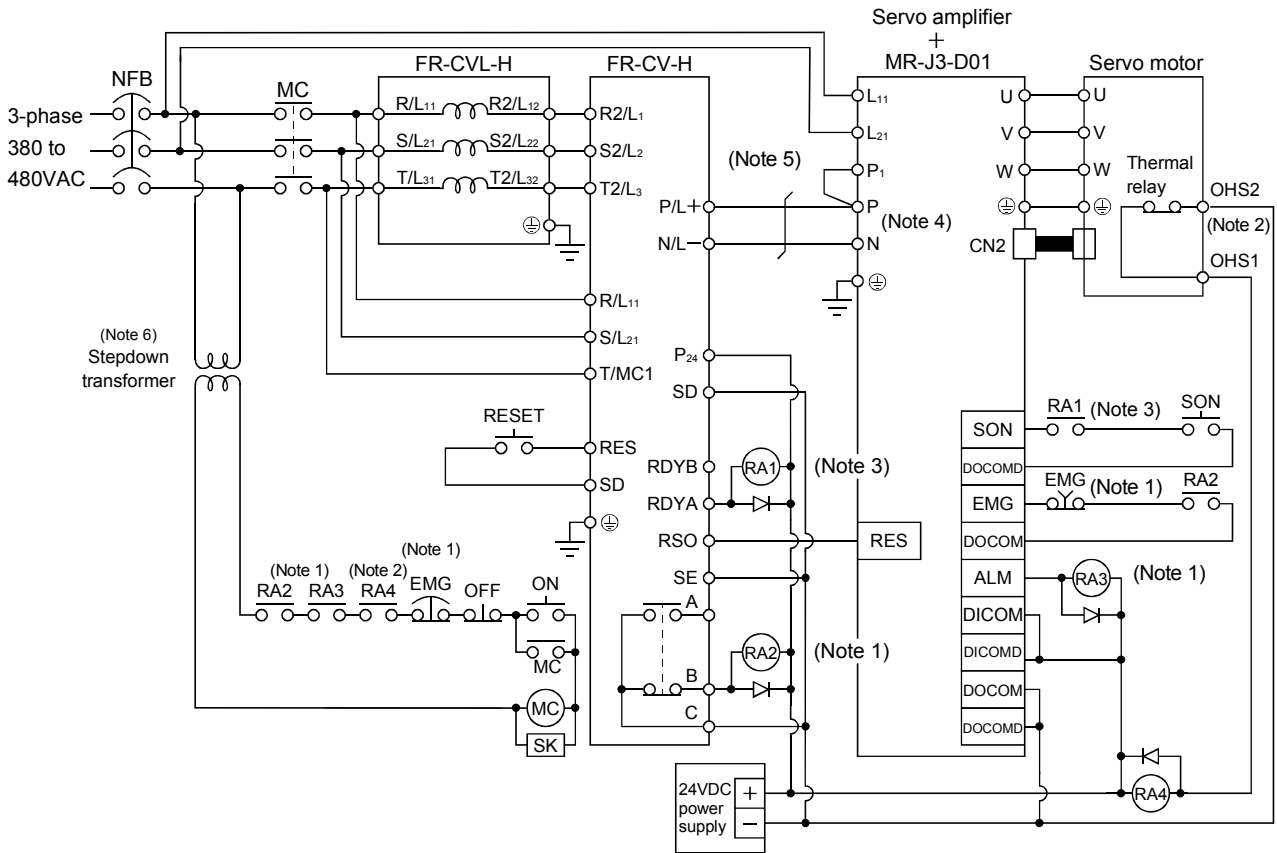 Servo amplifier
+
MR-J3-D01
FR-CVL-H
FR-CV-H
Servo motor
NFB
MC
3-phase
380 to
480VAC
R/L11
R2/L12
S/L21
S2/L22
T/L31
T2/L32
R2/L1
S2/L2
T2/L3
L11
L21
P1
P
N
(Note 5)
(Note 4)
P/L+
N/L−
U
V
W
U
V
W
CN2
Thermal
relay
OHS2
(Note 2)
OHS1
R/L11
S/L21
T/MC1
(Note 6)
Stepdown
transformer
P24
SD
RESET
RES
SD
RDYB
RDYA
RSO
SE
A
B
C
RA1
(Note 3)
RA2
(Note 1)
RES
SON
DOCOMD
EMG
DOCOM
ALM
DICOM
DICOMD
DOCOM
DOCOMD
RA1
(Note 3)
SON
EMG
(Note 1)
RA2
RA3
(Note 1)
(Note 1)
RA2
RA3
(Note 2)
RA4
(Note 1)
EMG
OFF
ON
MC
MC
SK
24VDC
power
supply
+
−
RA4